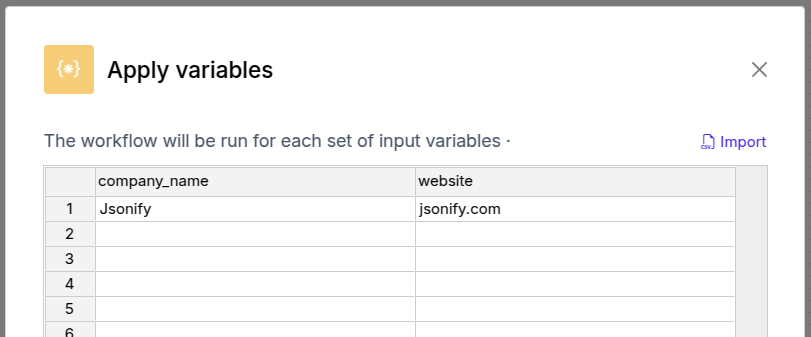 {*} Apply variables
The workflow will be run for each set of input variables ·
CSV Import
company_name website
1 Jsonify jsonify.com
2
3
4
5
6